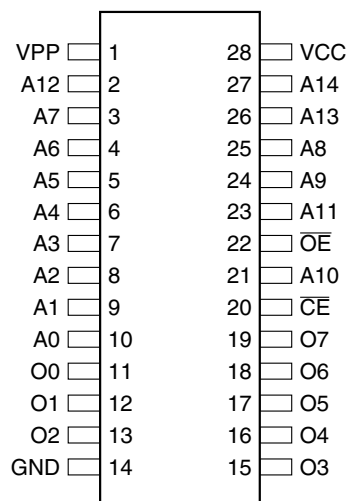 VPP 1 28 VCC
A12 2 27 A14
A7 3 26 A13
A6 4 25 A8
A5 5 24 A9
A4 6 23 A11
A3 7 22 O̅E̅
A2 8 21 A10
A1 9 20 C̅E̅
A0 10 19 O7
O0 11 18 O6
O1 12 17 O5
O2 13 16 O4
GND 14 15 O3